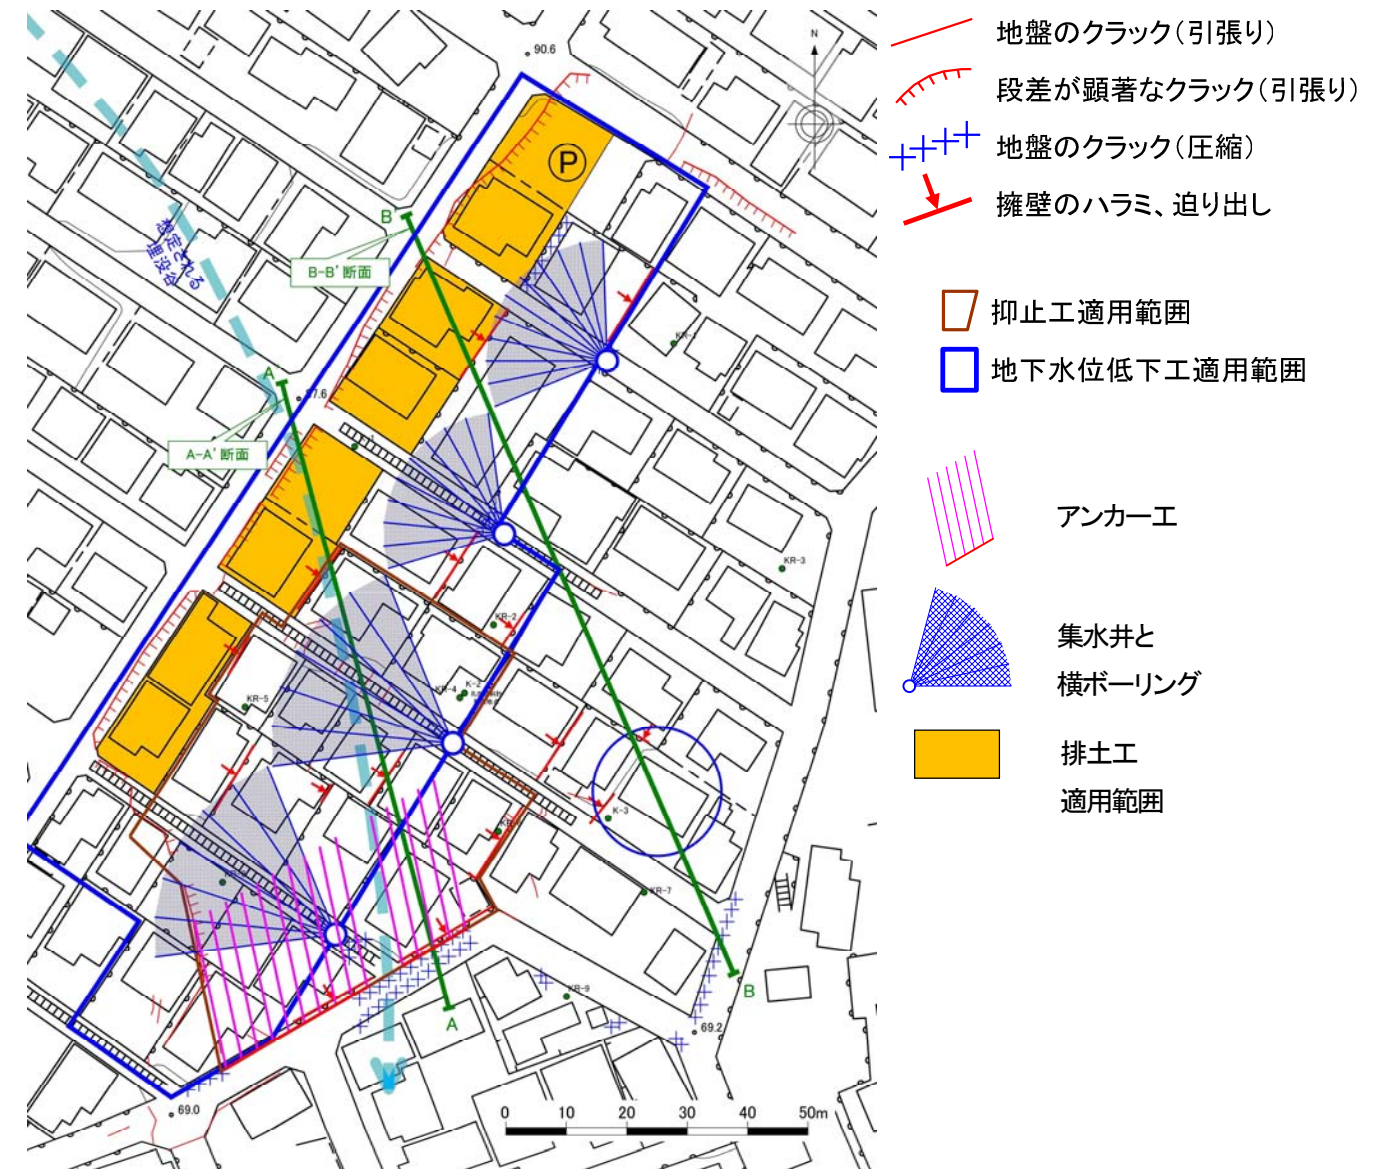 90.6
N
P
B'
B-B'断面
想定される
埋没谷
A
97.6
A-A'断面
KR-3
KR-2
KR-4
K-2
KR-5
K-3
KR-7
KR-9
A
B
69.2
69.0
0 10 20 30 40 50m
地盤のクラック(引張り)
段差が顕著なクラック(引張り)
地盤のクラック(圧縮)
擁壁のハラミ、迫り出し
抑止工適用範囲
地下水位低下工適用範囲
アンカー工
集水井と
横ボーリング
排土工
適用範囲